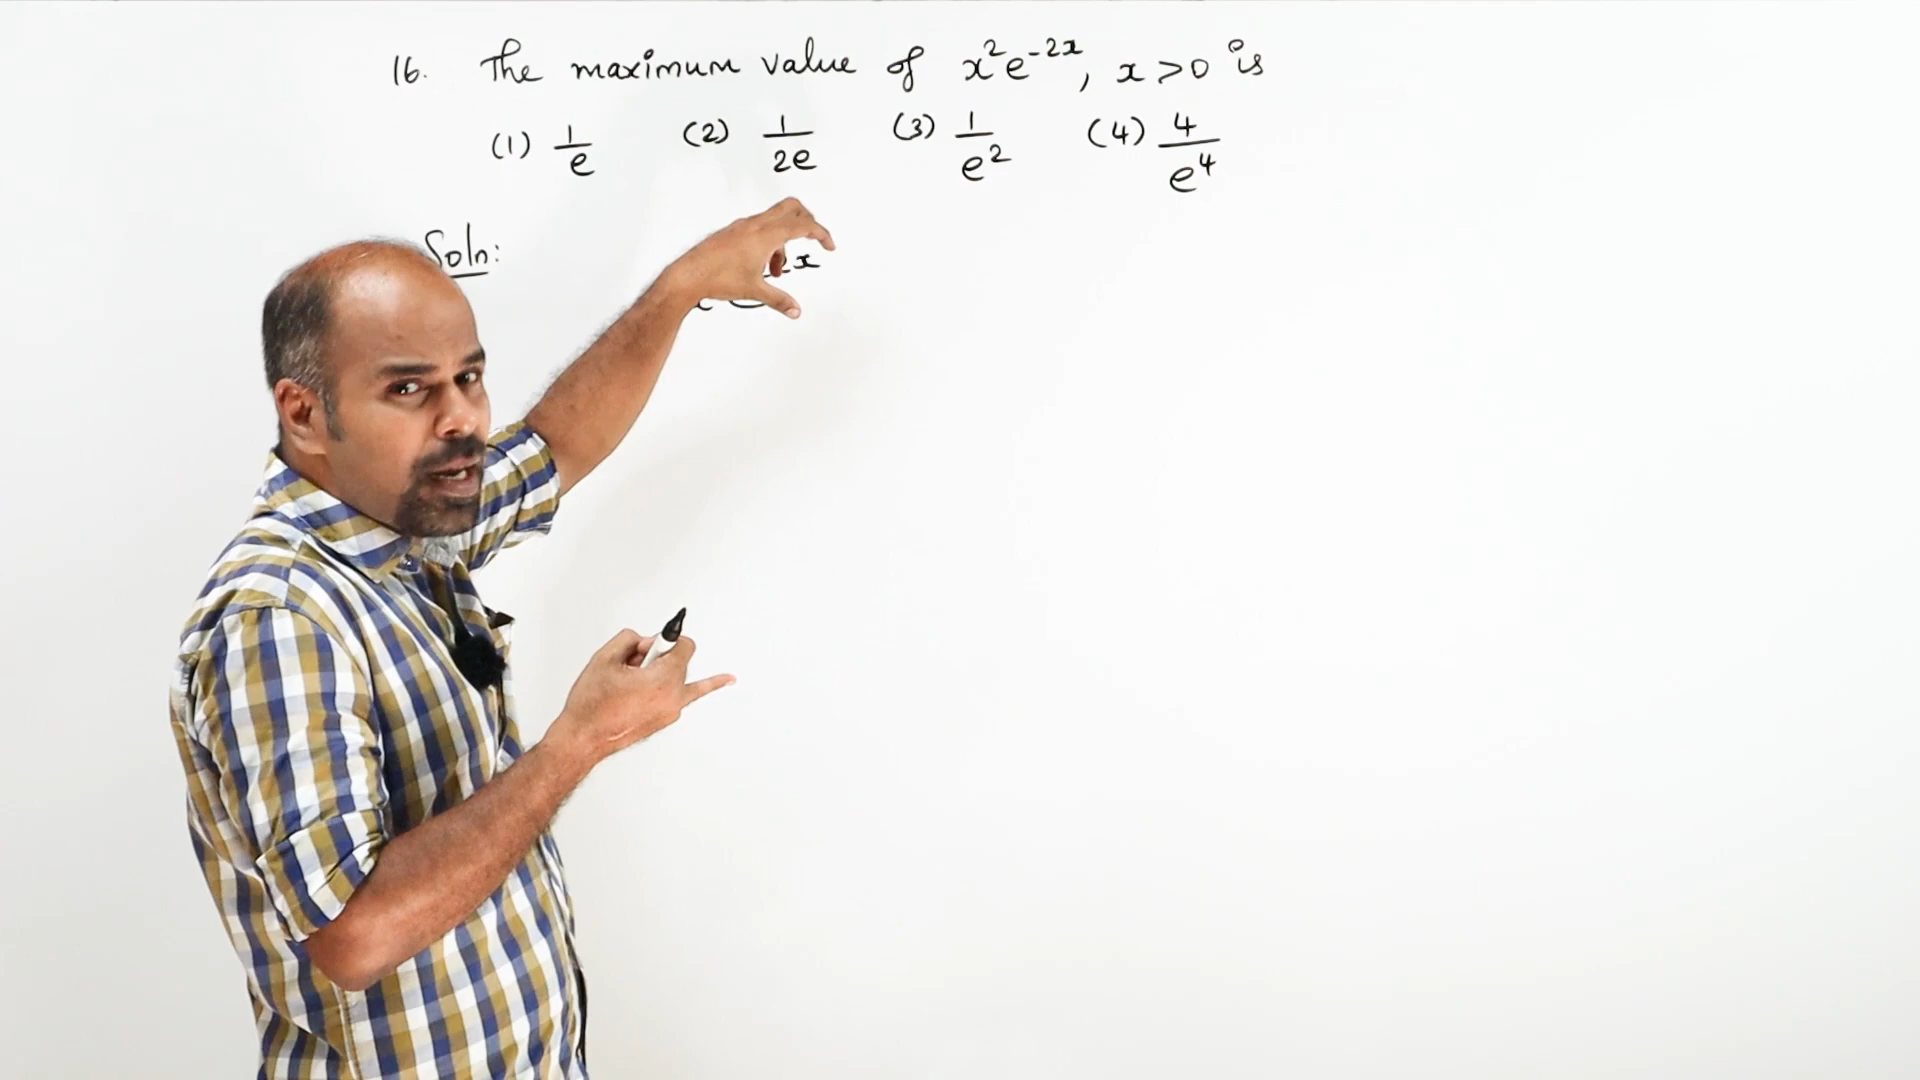 16. The maximum value of x²e⁻²ˣ, x > 0 is
(1) 1/e (2) 1/2e (3) 1/e² (4) 4/e⁴
Soln: